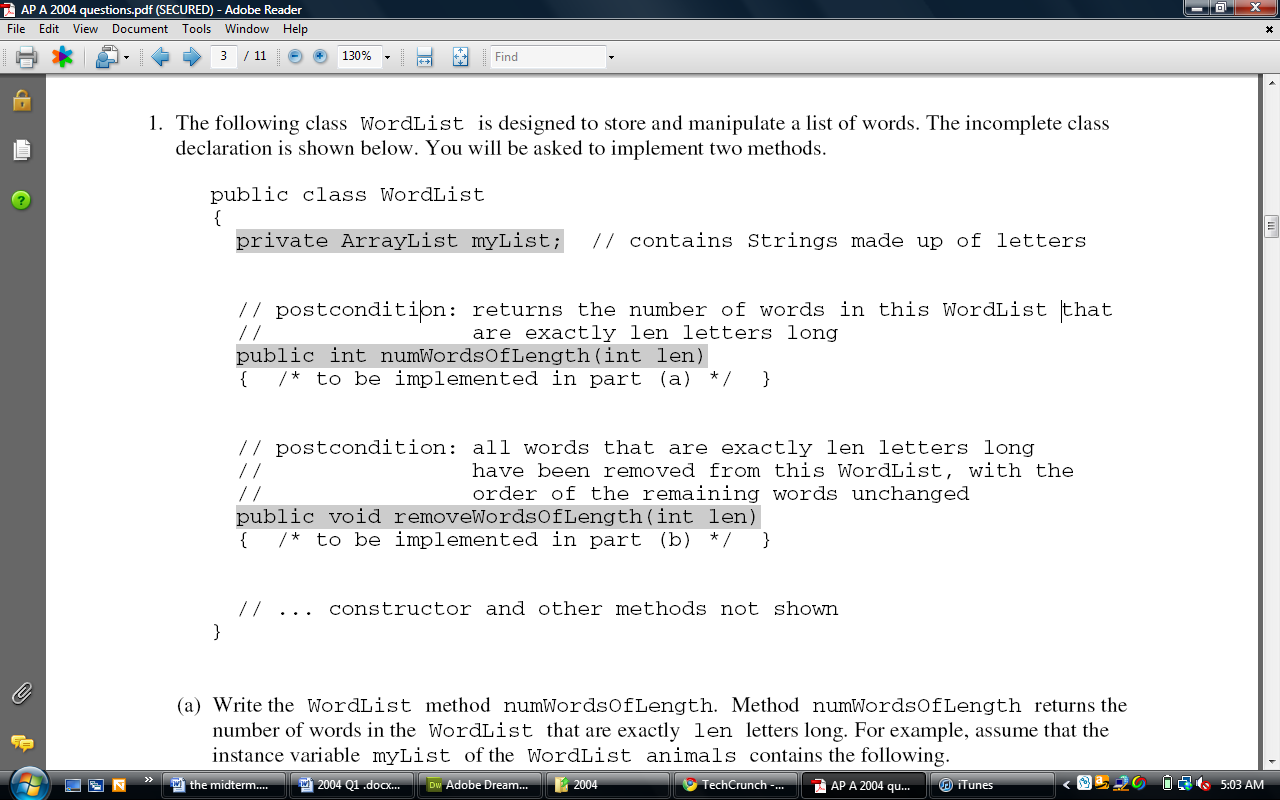 AP A 2004 questions.pdf (SECURED) - Adobe Reader
File Edit View Document Tools Window Help
3 / 11 130% Find
1. The following class WordList is designed to store and manipulate a list of words. The incomplete class
declaration is shown below. You will be asked to implement two methods.
public class WordList
{
private ArrayList myList; // contains Strings made up of letters
// postcondition: returns the number of words in this WordList that
// are exactly len letters long
public int numWordsOfLength(int len)
{ /* to be implemented in part (a) */ }
// postcondition: all words that are exactly len letters long
// have been removed from this WordList, with the
// order of the remaining words unchanged
public void removeWordsOfLength(int len)
{ /* to be implemented in part (b) */ }
// ... constructor and other methods not shown
}
(a) Write the WordList method numWordsOfLength. Method numWordsOfLength returns the
number of words in the WordList that are exactly len letters long. For example, assume that the
instance variable myList of the WordList animals contains the following.
the midterm.... 2004 Q1 .docx... Adobe Dream... 2004 TechCrunch -... AP A 2004 qu... iTunes 5:03 AM